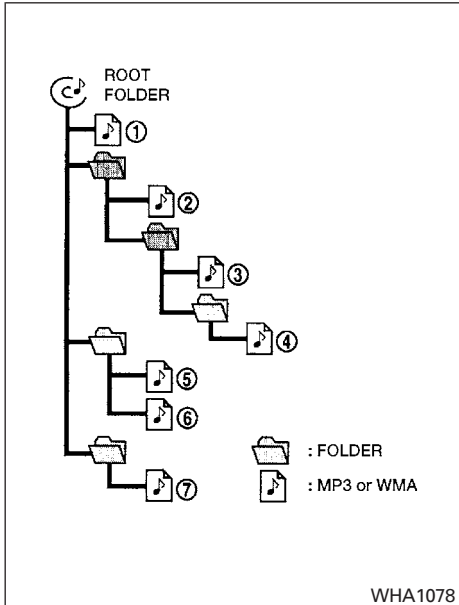 ROOT
FOLDER
①
②
③
④
⑤
⑥
⑦
: FOLDER
: MP3 or WMA
WHA1078